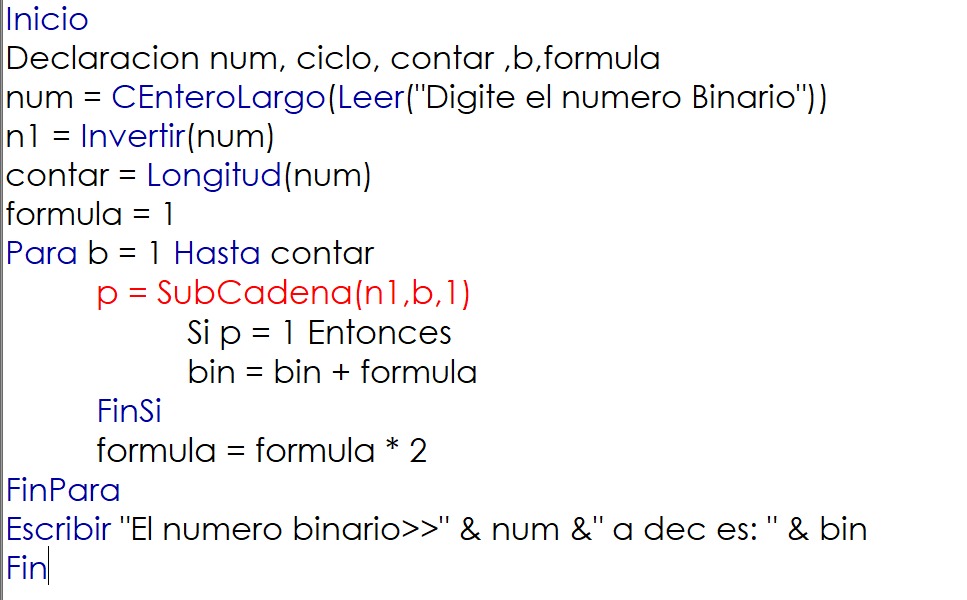 Inicio
Declaracion num, ciclo, contar ,b,formula
num = CEnteroLargo(Leer("Digite el numero Binario"))
n1 = Invertir(num)
contar = Longitud(num)
formula = 1
Para b = 1 Hasta contar
p = SubCadena(n1,b,1)
Si p = 1 Entonces
bin = bin + formula
FinSi
formula = formula * 2
FinPara
Escribir "El numero binario>>" & num &" a dec es: " & bin
Fin